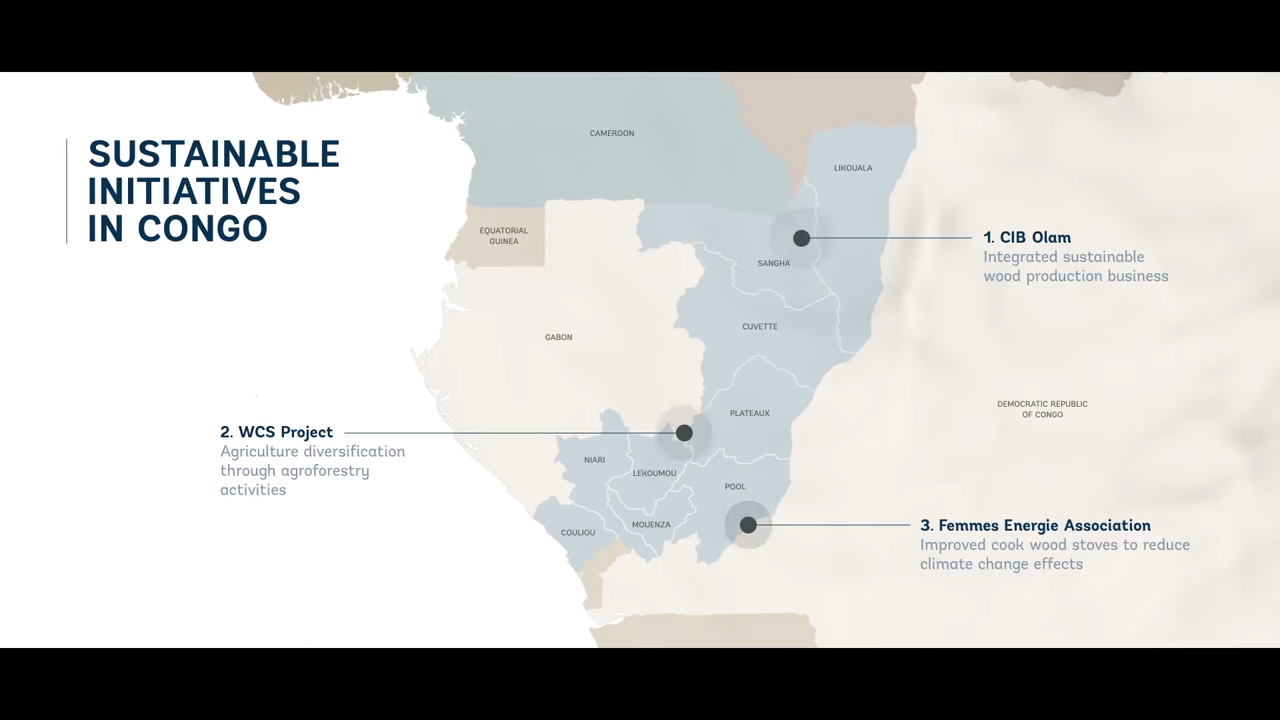 SUSTAINABLE
INITIATIVES
IN CONGO
CAMEROON
LIKOUALA
EQUATORIAL
GUINEA
1. CIB Olam
Integrated sustainable
wood production business
SANGHA
CUVETTE
GABON
DEMOCRATIC REPUBLIC
OF CONGO
PLATEAUX
2. WCS Project
Agriculture diversification
through agroforestry
activities
NIARI
LEKOUMOU
POOL
MOUENZA
COULIOU
3. Femmes Energie Association
Improved cook wood stoves to reduce
climate change effects